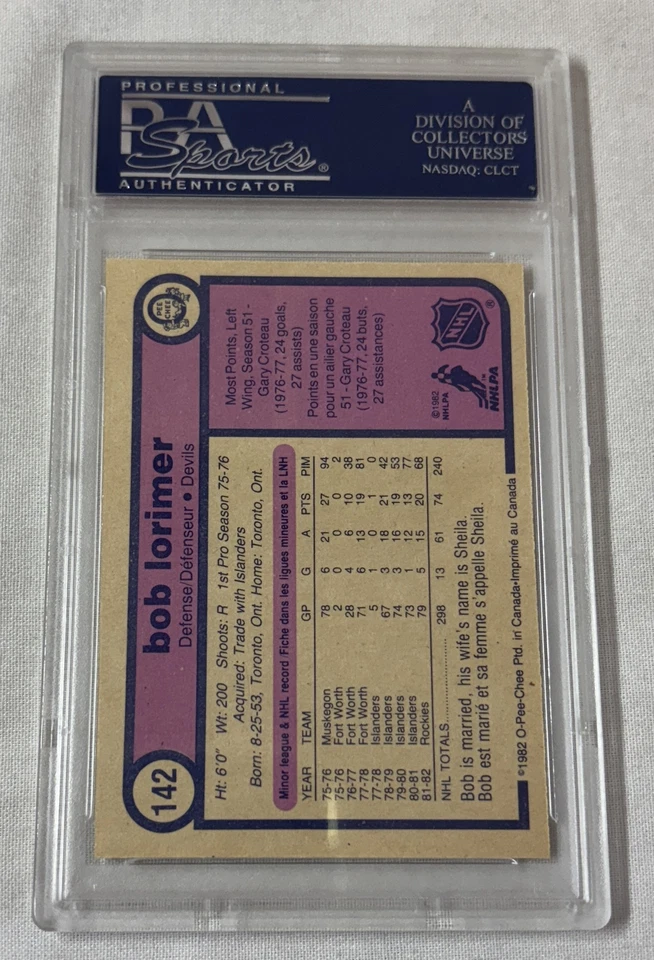 PROFESSIONAL
PSA
Sports®
AUTHENTICATOR
A
DIVISION OF
COLLECTORS
UNIVERSE
NASDAQ: CLCT
142
bob lorimer
Defense/Défenseur • Devils
O
PEE
CHEE
Ht: 6'0" Wt: 200 Shoots: R 1st Pro Season 75-76
Acquired: Trade with Islanders
Born: 8-25-53, Toronto, Ont. Home: Toronto, Ont.
Minor league & NHL record/Fiche dans les ligues mineures et la LNH
YEAR TEAM GP G A PTS PIM
75-76 Muskegon 78 6 21 27 94
75-76 Fort Worth 2 0 0 0 2
76-77 Fort Worth 28 4 6 10 38
77-78 Fort Worth 71 6 13 19 81
77-78 Islanders 5 1 0 1 0
78-79 Islanders 67 3 18 21 42
79-80 Islanders 74 3 16 19 53
80-81 Islanders 73 1 12 13 77
81-82 Rockies 79 5 15 20 68
NHL TOTALS 298 13 61 74 240
Bob is married, his wife's name is Sheila.
Bob est marié et sa femme s'appelle Sheila.
©1982 O-Pee-Chee Ptd. in Canada•Imprimé au Canada
Most Points, Left
Wing, Season 51 -
Gary Croteau
(1976-77, 24 goals,
27 assists)
Points en une saison
pour un ailier gauche
51 - Gary Croteau
(1976-77, 24 buts,
27 assistances)
©1982
NHLPA
NHLPA
TM
NHL
®